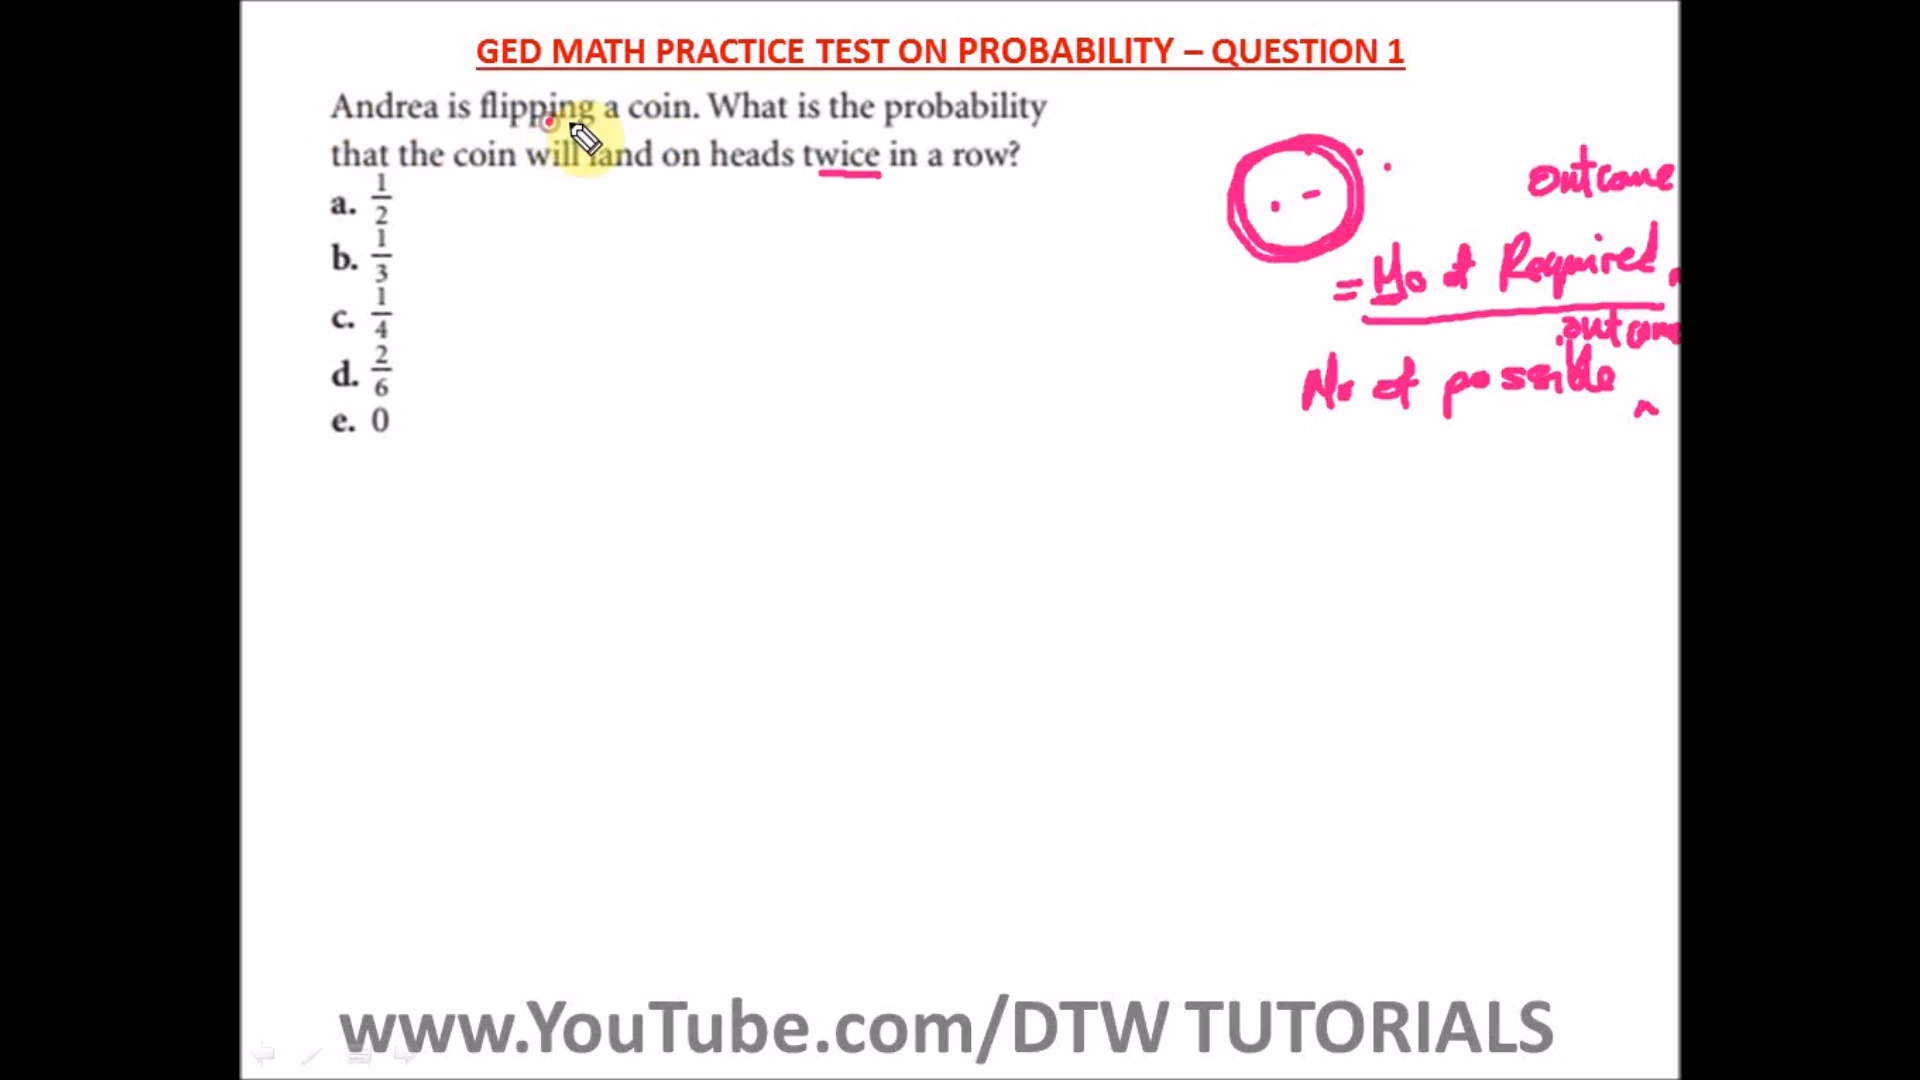 GED MATH PRACTICE TEST ON PROBABILITY – QUESTION 1
Andrea is flipping a coin. What is the probability
that the coin will land on heads twice in a row?
a. 1/2
b. 1/3
c. 1/4
d. 2/6
e. 0
outcome
= No of Required
outcome
No of possible
www.YouTube.com/DTW TUTORIALS